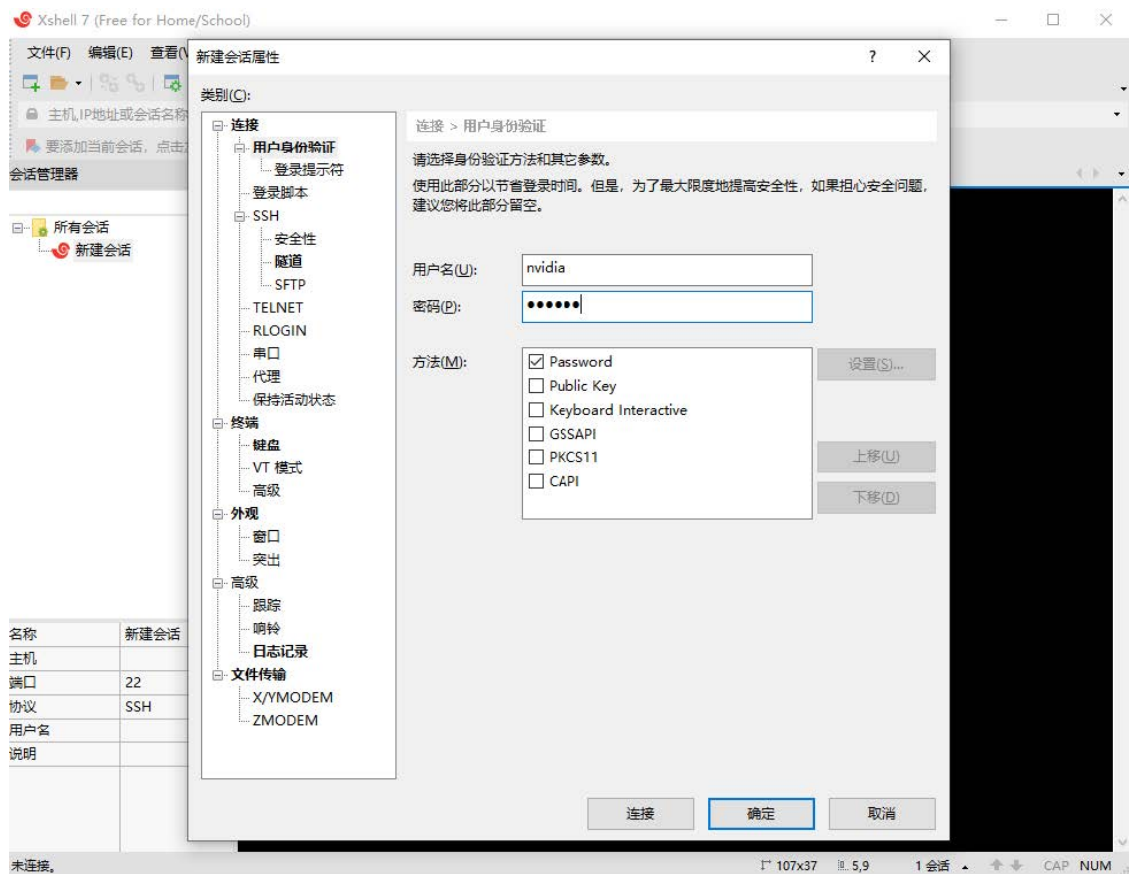 Xshell 7 (Free for Home/School)
文件(F) 编辑(E) 查看(V
新建会话属性
类别(C):
主机,IP地址或会话名称
要添加当前会话, 点击
会话管理器
所有会话
新建会话
连接
用户身份验证
登录提示符
登录脚本
SSH
安全性
隧道
SFTP
TELNET
RLOGIN
串口
代理
保持活动状态
终端
键盘
VT 模式
高级
外观
窗口
突出
高级
跟踪
响铃
日志记录
文件传输
X/YMODEM
ZMODEM
连接 > 用户身份验证
请选择身份验证方法和其它参数。
使用此部分以节省登录时间。但是, 为了最大限度地提高安全性, 如果担心安全问题,
建议您将此部分留空。
用户名(U): nvidia
密码(P): ●●●●●●
方法(M):
Password
Public Key
Keyboard Interactive
GSSAPI
PKCS11
CAPI
设置(S)...
上移(U)
下移(D)
名称 新建会话
主机
端口 22
协议 SSH
用户名
说明
连接 确定 取消
未连接。 107x37 5,9 1 会话 CAP NUM